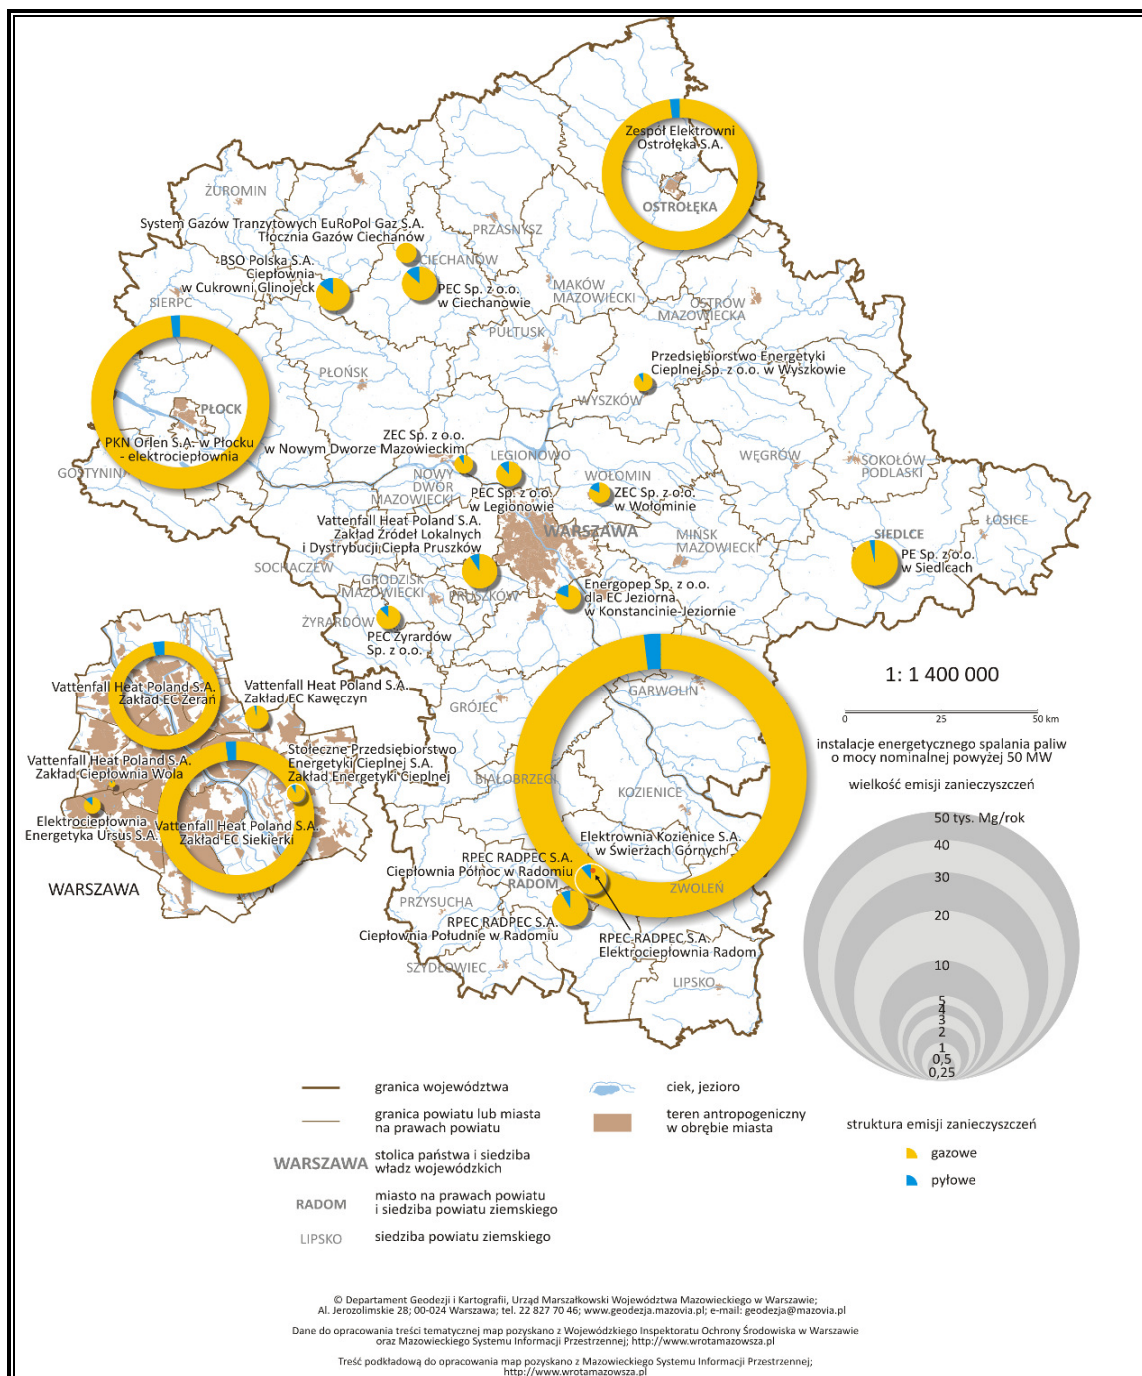 Zespół Elektrowni
Ostrołęka S.A.
OSTROŁĘKA
ŻUROMIN
System Gazów Tranzytowych EuRoPol Gaz S.A.
Tłocznia Gazów Ciechanów
PRZASNYSZ
BSO Polska S.A.
Ciepłownia
w Cukrowni Glinojeck
CIECHANÓW
PEC Sp. z o.o.
w Ciechanowie
SIERPC
MAKÓW
MAZOWIECKI
OSTRÓW
MAZOWIECKA
PUŁTUSK
Przedsiębiorstwo Energetyki
Cieplnej Sp. z o.o. w Wyszkowie
PŁOŃSK
WYSZKÓW
PŁOCK
PKN Orlen S.A. w Płocku
- elektrociepłownia
GOSTYNINA
ZEC Sp. z o.o.
w Nowym Dworze Mazowieckim
LEGIONOWO
NOWY
DWÓR
MAZOWIECKI
PEC Sp. z o.o.
w Legionowie
WOŁOMIN
ZEC Sp. z o.o.
w Wołominie
WĘGRÓW
SOKOŁÓW
PODLASKI
Vattenfall Heat Poland S.A.
Zakład Źródeł Lokalnych
i Dystrybucji Ciepła Pruszków
WARSZAWA
MIŃSK
MAZOWIECKI
SIEDLCE
ŁOSICE
PE Sp. z o.o.
w Siedlcach
SOCHACZEW
GRODZISK
MAZOWIECKI
PRUSZKÓW
Energopep Sp. z o.o.
dla EC Jeziorna
w Konstancinie-Jeziornie
ŻYRARDÓW
PEC Żyrardów
Sp. z o.o.
Vattenfall Heat Poland S.A.
Zakład EC Żerań
Vattenfall Heat Poland S.A.
Zakład EC Kawęczyn
GRÓJEC
GARWOLIN
1: 1 400 000
0 25 50 km
instalacje energetycznego spalania paliw
o mocy nominalnej powyżej 50 MW
wielkość emisji zanieczyszczeń
Vattenfall Heat Poland S.A.
Zakład Ciepłownia Wola
Stołeczne Przedsiębiorstwo
Energetyki Cieplnej S.A.
Zakład Energetyki Cieplnej
BIAŁOBRZEGI
KOZIENICE
Elektrociepłownia
Energetyka Ursus S.A.
Vattenfall Heat Poland S.A.
Zakład EC Siekierki
Elektrownia Kozienice S.A.
w Świerżach Górnych
WARSZAWA
RPEC RADPEC S.A.
Ciepłownia Północ w Radomiu
RADOM
ZWOLEŃ
PRZYSUCHA
RPEC RADPEC S.A.
Ciepłownia Południe w Radomiu
RPEC RADPEC S.A.
Elektrociepłownia Radom
SZYDŁOWIEC
LIPSKO
50 tys. Mg/rok
40
30
20
10
5
4
3
2
1
0,5
0,25
granica województwa
granica powiatu lub miasta
na prawach powiatu
WARSZAWA stolica państwa i siedziba
władz wojewódzkich
RADOM miasto na prawach powiatu
i siedziba powiatu ziemskiego
LIPSKO siedziba powiatu ziemskiego
ciek, jezioro
teren antropogeniczny
w obrębie miasta
struktura emisji zanieczyszczeń
gazowe
pyłowe
© Departament Geodezji i Kartografii, Urząd Marszałkowski Województwa Mazowieckiego w Warszawie;
Al. Jerozolimskie 28; 00-024 Warszawa; tel. 22 827 70 46; www.geodezja.mazovia.pl; e-mail: geodezja@mazovia.pl
Dane do opracowania treści tematycznej map pozyskano z Wojewódzkiego Inspektoratu Ochrony Środowiska w Warszawie
oraz Mazowieckiego Systemu Informacji Przestrzennej; http://www.wrotamazowsza.pl
Treść podkładową do opracowania map pozyskano z Mazowieckiego Systemu Informacji Przestrzennej;
http://www.wrotamazowsza.pl